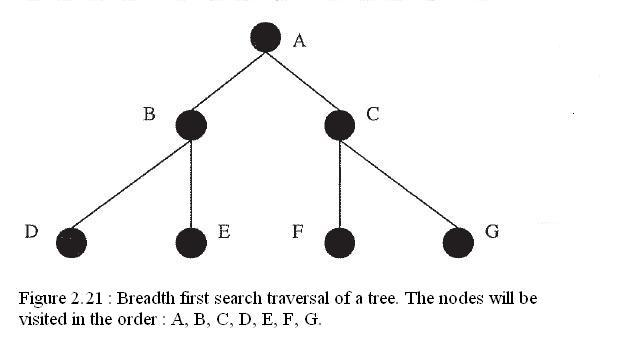 A
B
C
D
E
F
G
Figure 2.21 : Breadth first search traversal of a tree. The nodes will be
visited in the order : A, B, C, D, E, F, G.